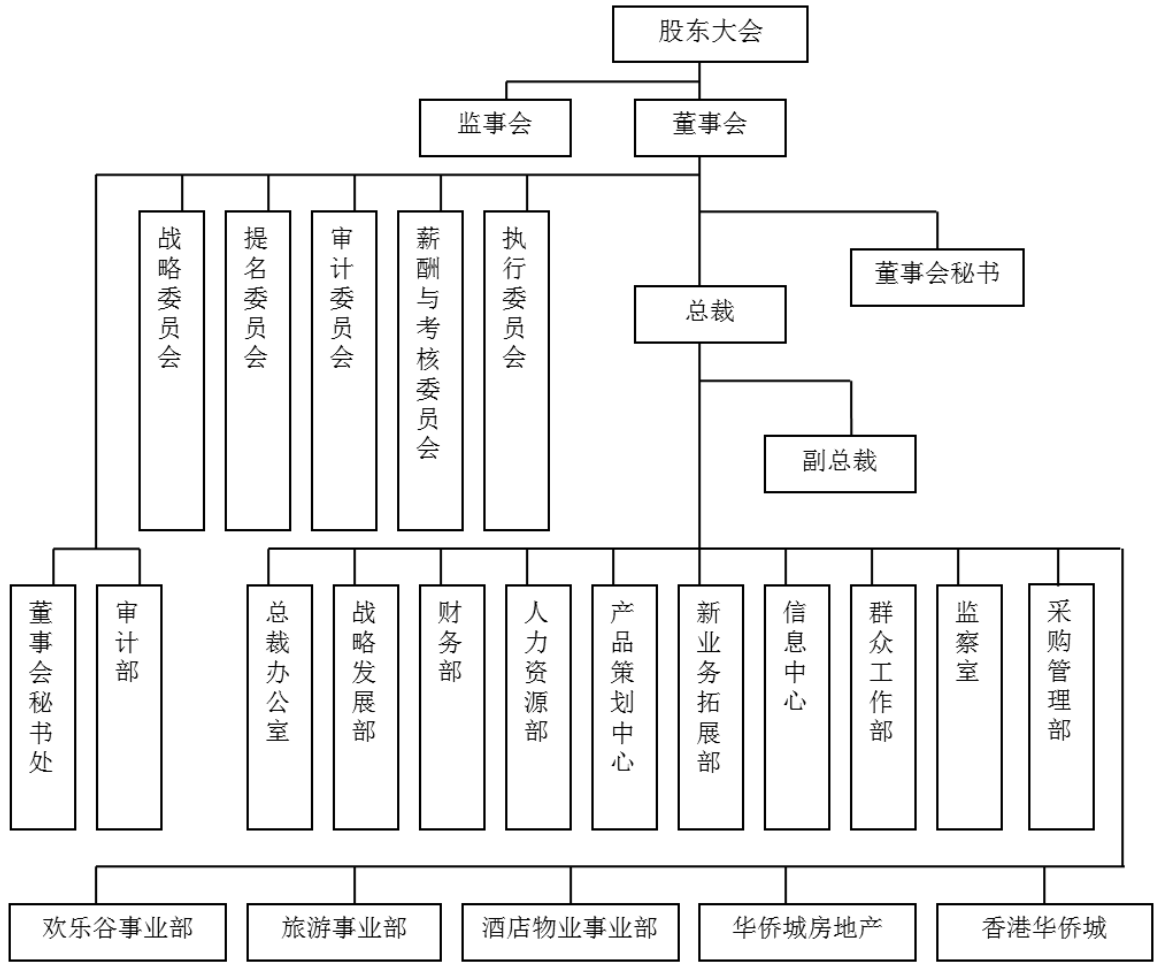 股东大会
监事会
董事会
战略委员会
提名委员会
审计委员会
薪酬与考核委员会
执行委员会
董事会秘书
总裁
副总裁
董事会秘书处
审计部
总裁办公室
战略发展部
财务部
人力资源部
产品策划中心
新业务拓展部
信息中心
群众工作部
监察室
采购管理部
欢乐谷事业部
旅游事业部
酒店物业事业部
华侨城房地产
香港华侨城